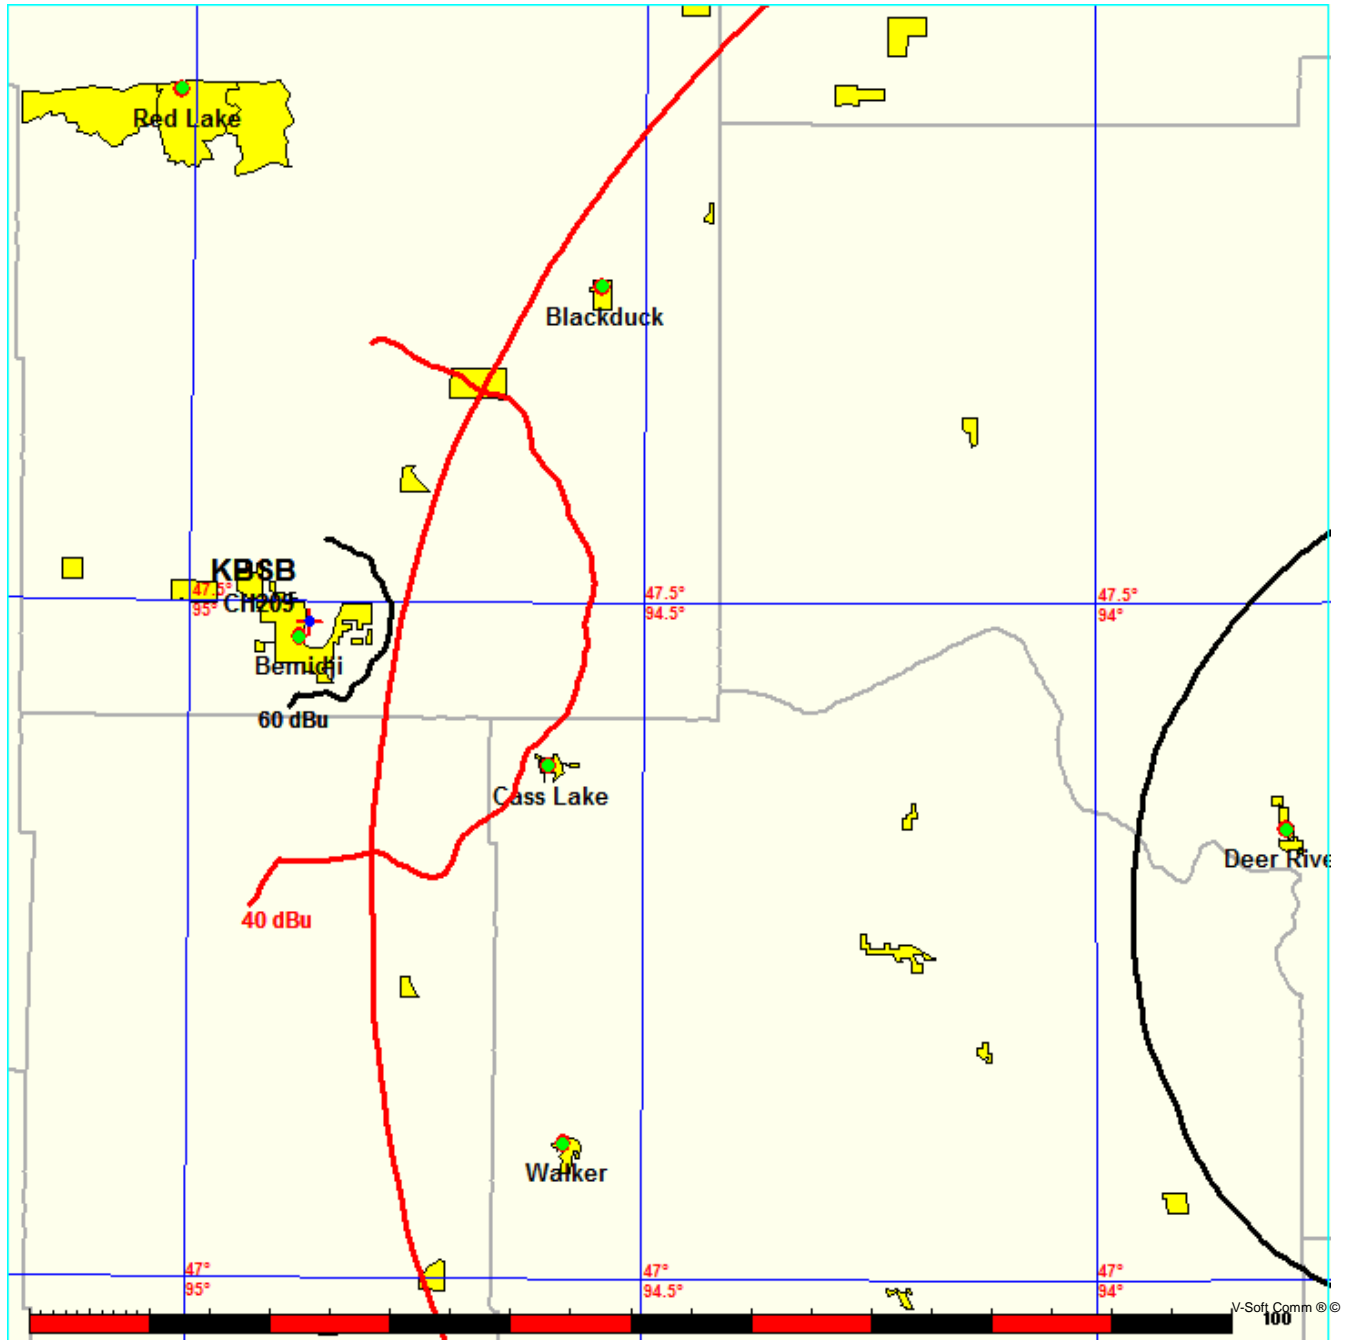 Red Lake
Blackduck
KBSB
47.5°
95°
CH209
47.5°
94.5°
47.5°
94°
Bemidji
60 dBu
Cass Lake
Deer Rive
40 dBu
Walker
47°
95°
47°
94.5°
47°
94°
V-Soft Comm ® ©
100